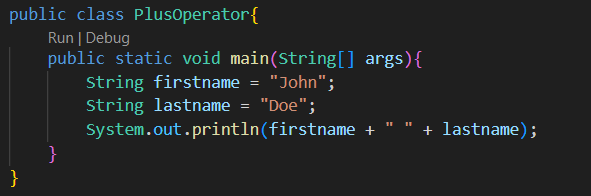 public class PlusOperator{
Run | Debug
public static void main(String[] args){
String firstname = "John";
String lastname = "Doe";
System.out.println(firstname + " " + lastname);
}
}